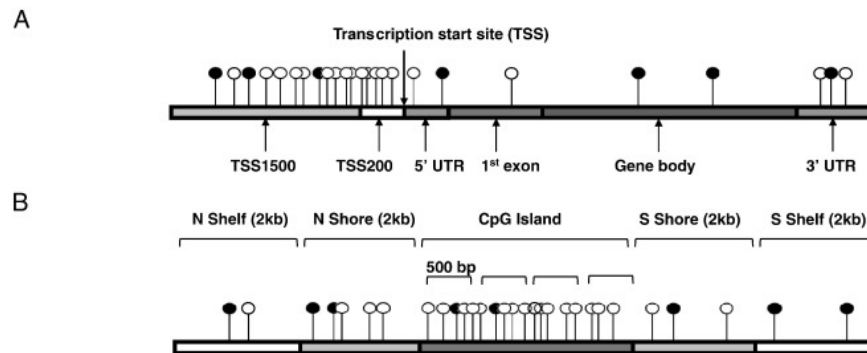 A
Transcription start site (TSS)
TSS1500 TSS200 5' UTR 1st exon Gene body 3' UTR
B
N Shelf (2kb) N Shore (2kb) CpG Island S Shore (2kb) S Shelf (2kb)
500 bp